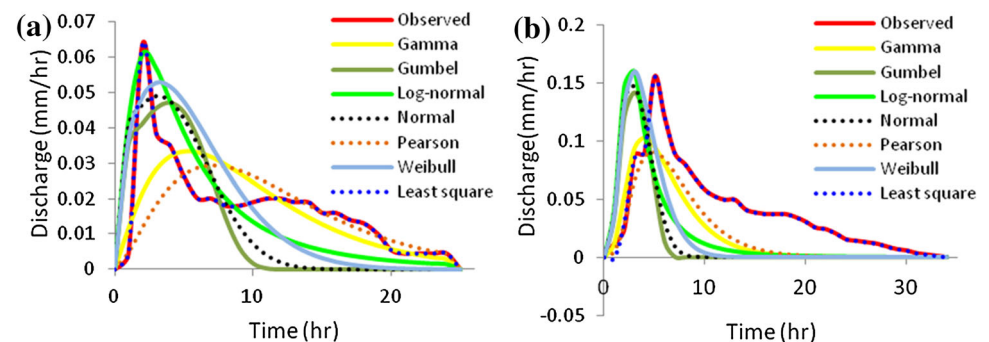 (a)
Discharge (mm/hr)
0.07
0.06
0.05
0.04
0.03
0.02
0.01
0
0
10
20
Time (hr)
Observed
Gamma
Gumbel
Log-normal
Normal
Pearson
Weibull
Least square
(b)
Discharge(mm/hr)
0.2
0.15
0.1
0.05
0
-0.05
0
10
20
30
Time (hr)
Observed
Gamma
Gumbel
Log-normal
Normal
Pearson
Weibull
Least square